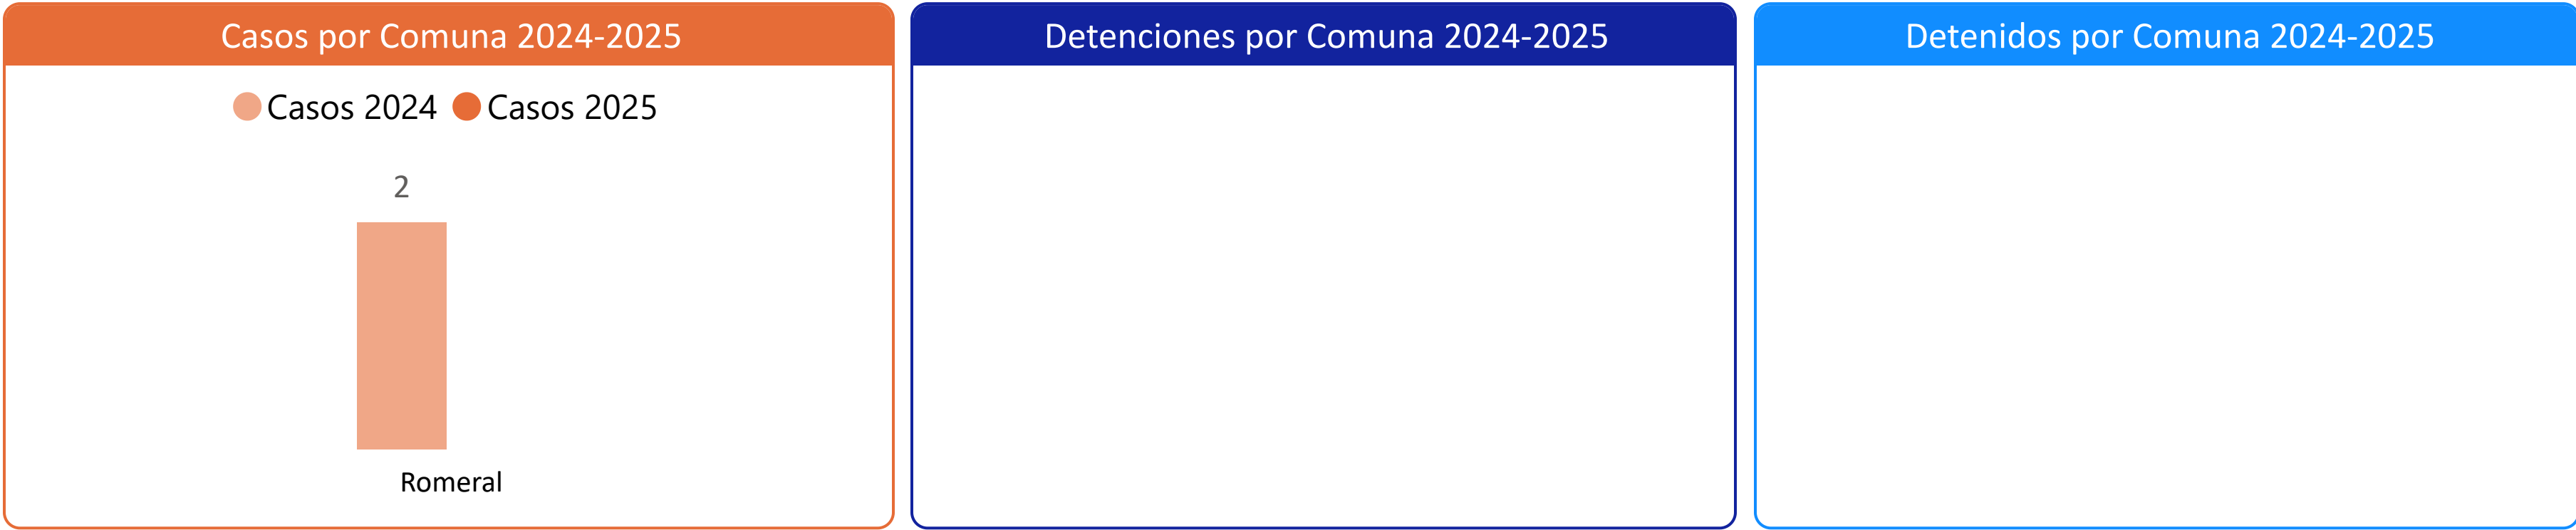 Casos por Comuna 2024-2025
Casos 2024 Casos 2025
2
Romeral
Detenciones por Comuna 2024-2025
Detenidos por Comuna 2024-2025